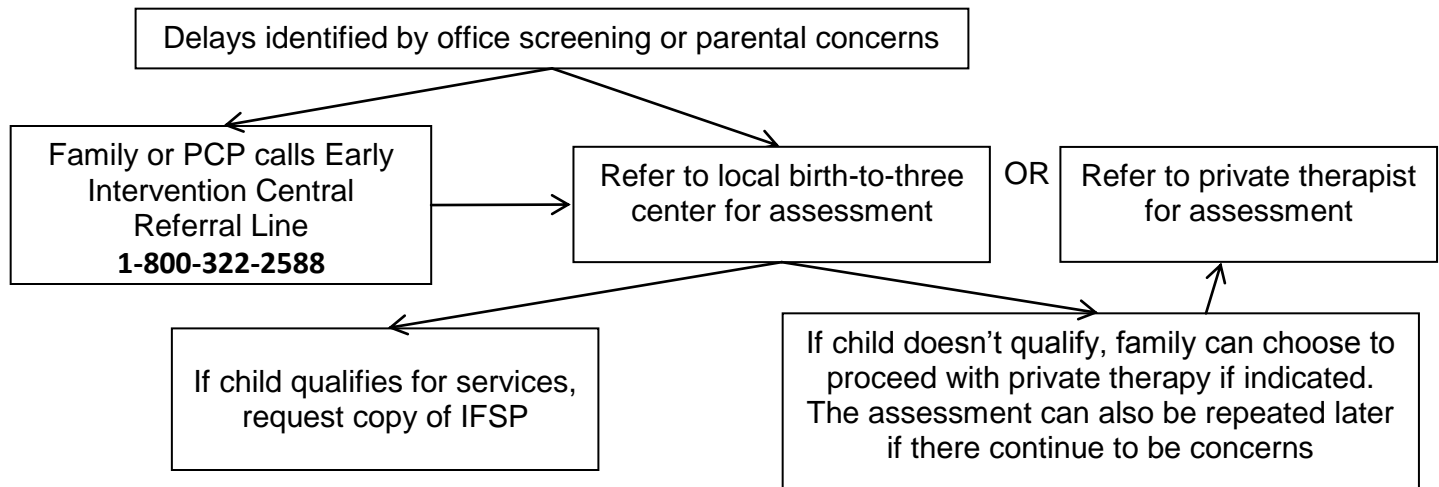 Delays identified by office screening or parental concerns
Family or PCP calls Early
Intervention Central
Referral Line
1-800-322-2588
Refer to local birth-to-three
center for assessment
OR
Refer to private therapist
for assessment
If child qualifies for services,
request copy of IFSP
If child doesn’t qualify, family can choose to
proceed with private therapy if indicated.
The assessment can also be repeated later
if there continue to be concerns